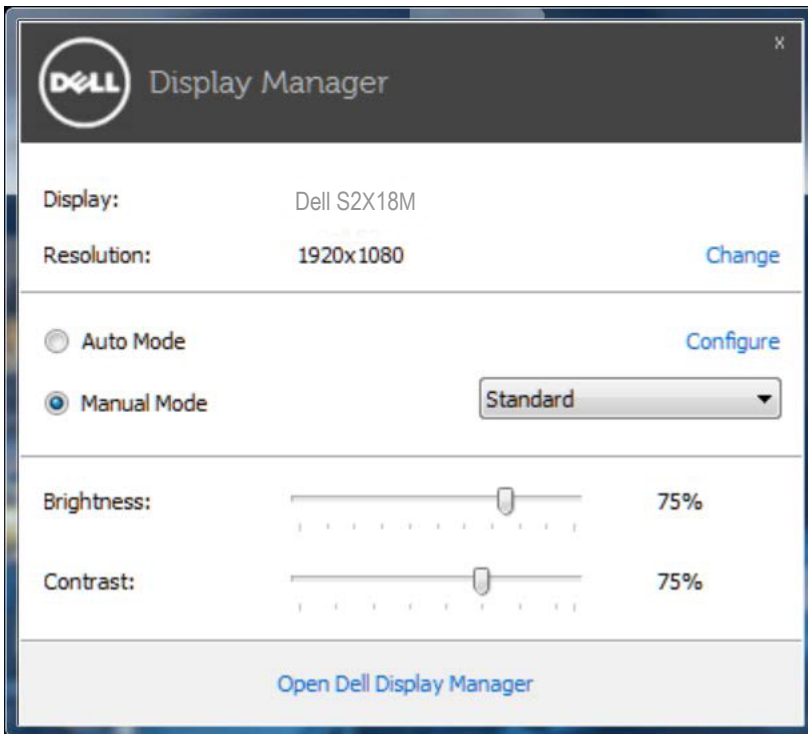 x
DELL Display Manager
Display: Dell S2X18M
Resolution: 1920x1080 Change
Auto Mode Configure
Manual Mode Standard
Brightness: 75%
Contrast: 75%
Open Dell Display Manager